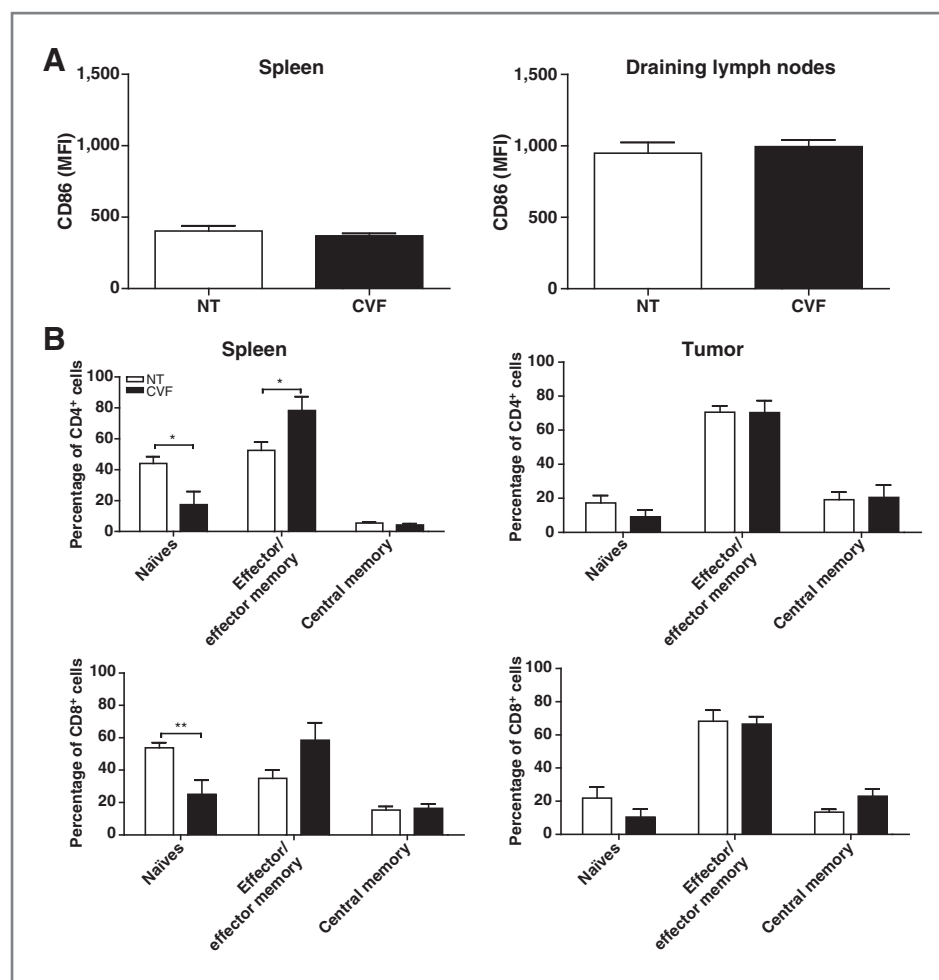 A
Spleen
CD86 (MFI)
1,500
1,000
500
0
NT
CVF
Draining lymph nodes
CD86 (MFI)
1,500
1,000
500
0
NT
CVF
B
Spleen
Percentage of CD4+ cells
100
80
60
40
20
0
NT
CVF
*
*
Naïves
Effector/
effector memory
Central memory
Tumor
Percentage of CD4+ cells
100
80
60
40
20
0
Naïves
Effector/
effector memory
Central memory
Percentage of CD8+ cells
100
80
60
40
20
0
**
Naïves
Effector/
effector memory
Central memory
Percentage of CD8+ cells
100
80
60
40
20
0
Naïves
Effector/
effector memory
Central memory